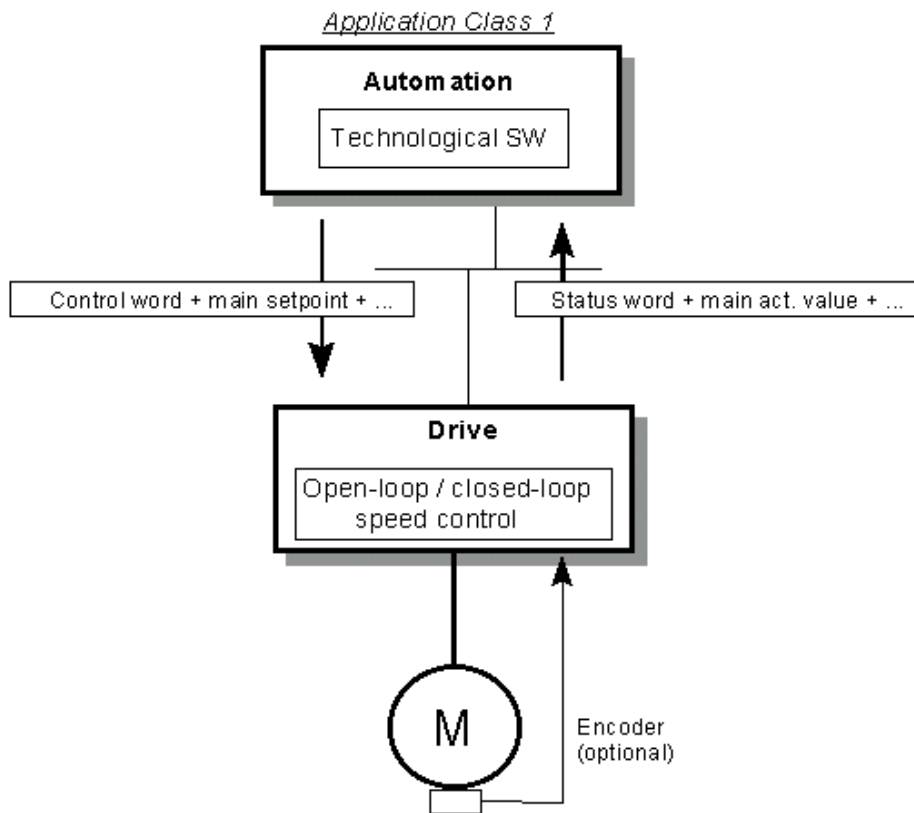 Application Class 1
Automation
Technological SW
Control word + main setpoint + ...
Status word + main act. value + ...
Drive
Open-loop / closed-loop
speed control
M
Encoder
(optional)